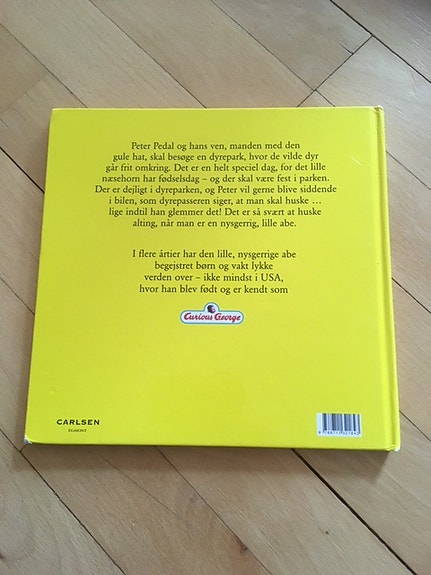 Peter Pedal og hans ven, manden med den
gule hat, skal besøge en dyrepark, hvor de vilde dyr
går frit omkring. Det er en helt speciel dag, for det lille
næsehorn har fødselsdag – og der skal være fest i parken.
Der er dejligt i dyreparken, og Peter vil gerne blive siddende
i bilen, som dyrepasseren siger, at man skal huske ...
lige indtil han glemmer det! Det er så svært at huske
alting, når man er en nysgerrig, lille abe.
I flere årtier har den lille, nysgerrige abe
begejstret børn og vakt lykke
verden over – ikke mindst i USA,
hvor han blev født og er kendt som
Curious George
CARLSEN
EGMONT